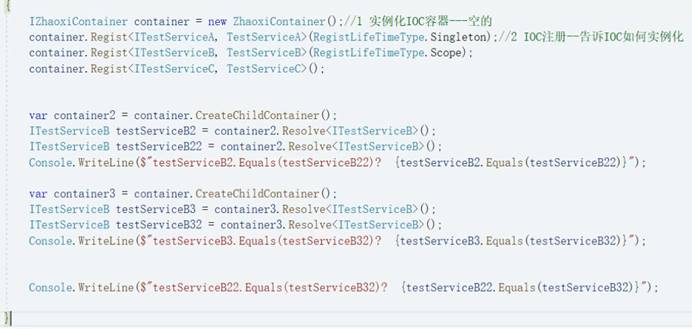 {
IZhaoxiContainer container = new ZhaoxiContainer();//1 实例化IOC容器---空的
container.Regist<ITestServiceA, TestServiceA>(RegistLifeTimeType.Singleton);//2 IOC注册--告诉IOC如何实例化
container.Regist<ITestServiceB, TestServiceB>(RegistLifeTimeType.Scope);
container.Regist<ITestServiceC, TestServiceC>();
var container2 = container.CreateChildContainer();
ITestServiceB testServiceB2 = container2.Resolve<ITestServiceB>();
ITestServiceB testServiceB22 = container2.Resolve<ITestServiceB>();
Console.WriteLine($"testServiceB2.Equals(testServiceB22)?  {testServiceB2.Equals(testServiceB22)}");
var container3 = container.CreateChildContainer();
ITestServiceB testServiceB3 = container3.Resolve<ITestServiceB>();
ITestServiceB testServiceB32 = container3.Resolve<ITestServiceB>();
Console.WriteLine($"testServiceB3.Equals(testServiceB32)?  {testServiceB3.Equals(testServiceB32)}");
Console.WriteLine($"testServiceB22.Equals(testServiceB32)?  {testServiceB22.Equals(testServiceB32)}");
}